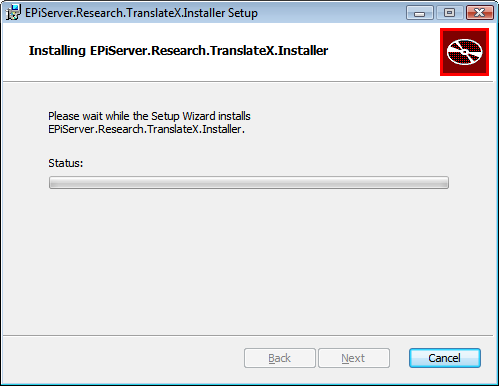 EPiServer.Research.TranslateX.Installer Setup
Installing EPiServer.Research.TranslateX.Installer
Please wait while the Setup Wizard installs
EPiServer.Research.TranslateX.Installer.
Status:
Back Next Cancel